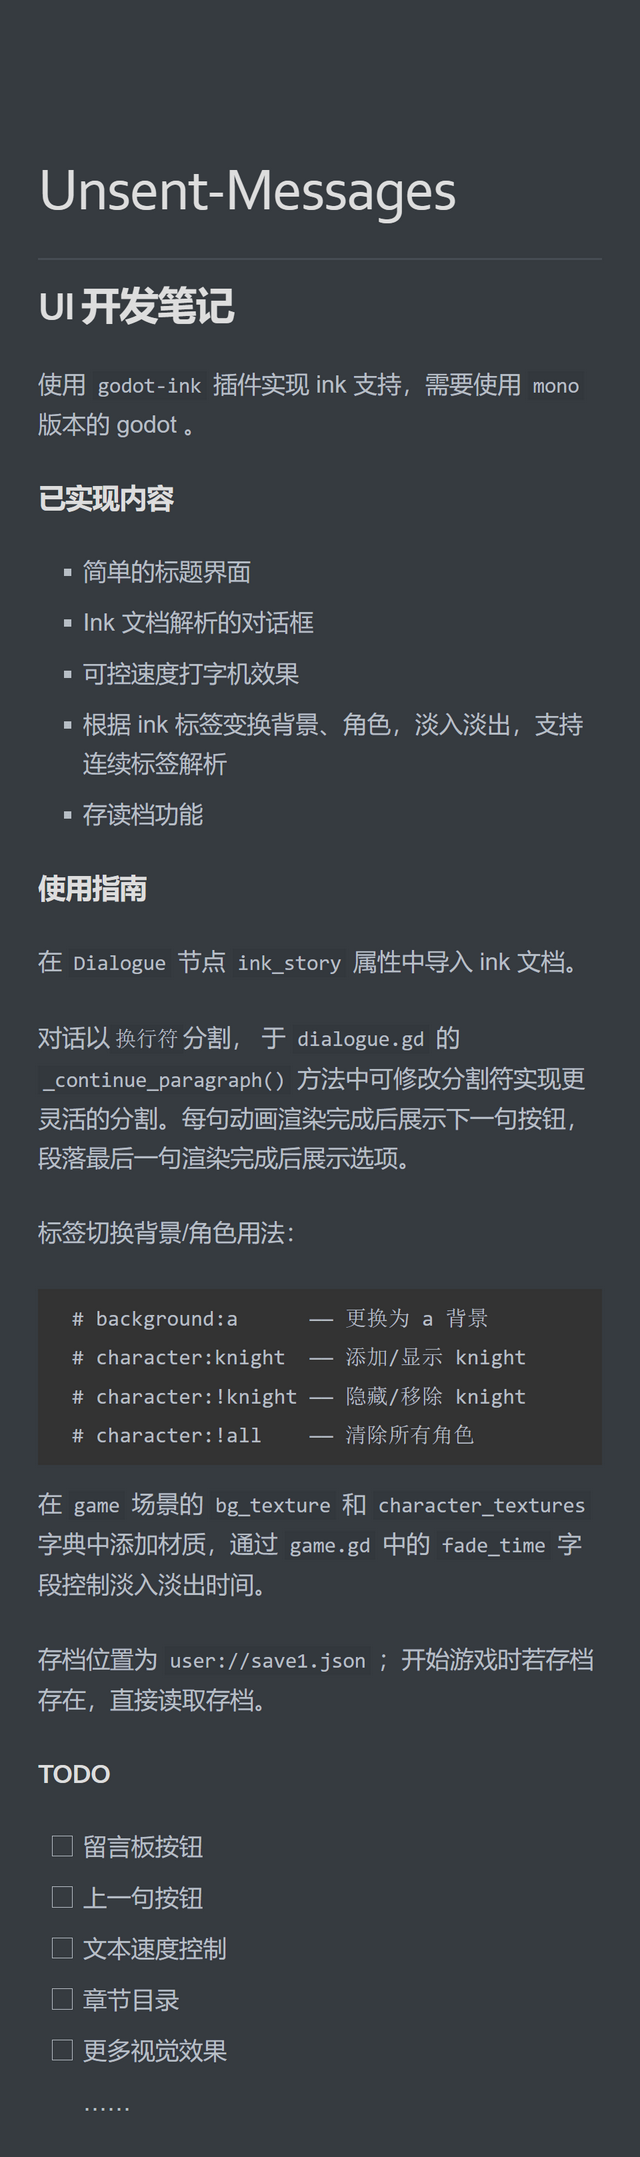 Unsent-Messages
UI 开发笔记
使用 godot-ink 插件实现 ink 支持，需要使用 mono
版本的 godot 。
已实现内容
简单的标题界面
Ink 文档解析的对话框
可控速度打字机效果
根据 ink 标签变换背景、角色，淡入淡出，支持
连续标签解析
存读档功能
使用指南
在 Dialogue 节点 ink_story 属性中导入 ink 文档。
对话以 换行符 分割， 于 dialogue.gd 的
_continue_paragraph() 方法中可修改分割符实现更
灵活的分割。每句动画渲染完成后展示下一句按钮，
段落最后一句渲染完成后展示选项。
标签切换背景/角色用法：
# background:a —— 更换为 a 背景
# character:knight —— 添加/显示 knight
# character:!knight —— 隐藏/移除 knight
# character:!all —— 清除所有角色
在 game 场景的 bg_texture 和 character_textures
字典中添加材质，通过 game.gd 中的 fade_time 字
段控制淡入淡出时间。
存档位置为 user://save1.json ；开始游戏时若存档
存在，直接读取存档。
TODO
留言板按钮
上一句按钮
文本速度控制
章节目录
更多视觉效果
……